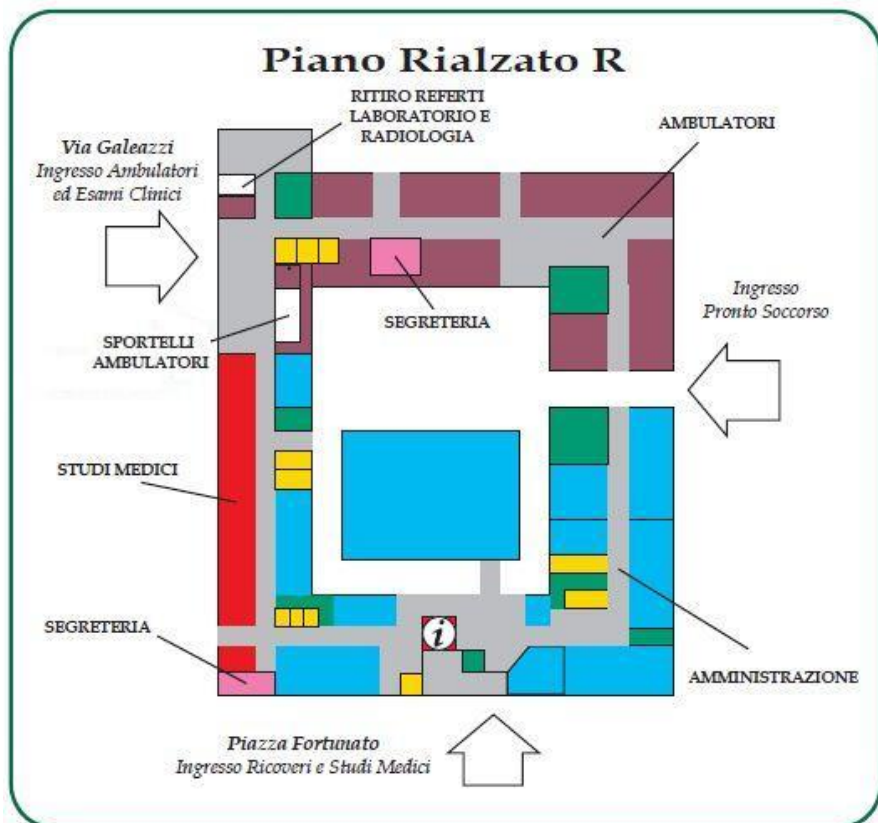 Piano Rialzato R
RITIRO REFERTI
LABORATORIO E
RADIOLOGIA
AMBULATORI
Via Galeazzi
Ingresso Ambulatori
ed Esami Clinici
SEGRETERIA
Ingresso
Pronto Soccorso
SPORTELLI
AMBULATORI
STUDI MEDICI
SEGRETERIA
i
AMMINISTRAZIONE
Piazza Fortunato
Ingresso Ricoveri e Studi Medici